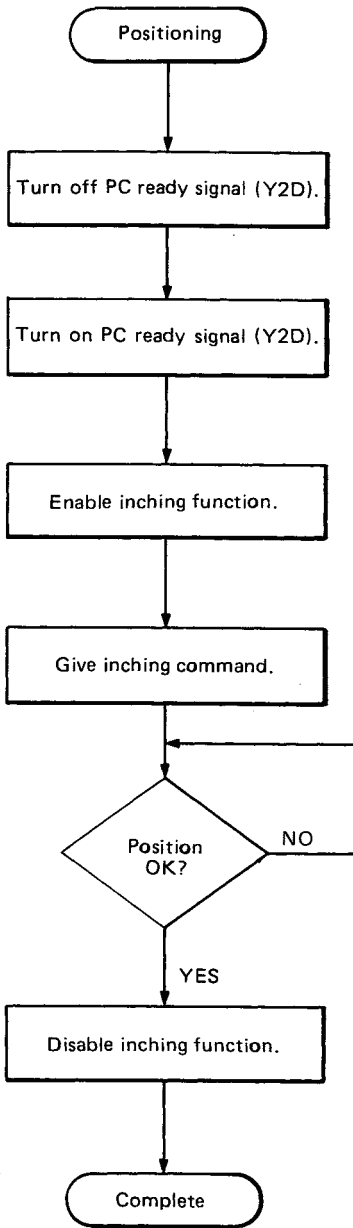 Positioning
Turn off PC ready signal (Y2D).
Turn on PC ready signal (Y2D).
Enable inching function.
Give inching command.
Position
OK?
NO
YES
Disable inching function.
Complete